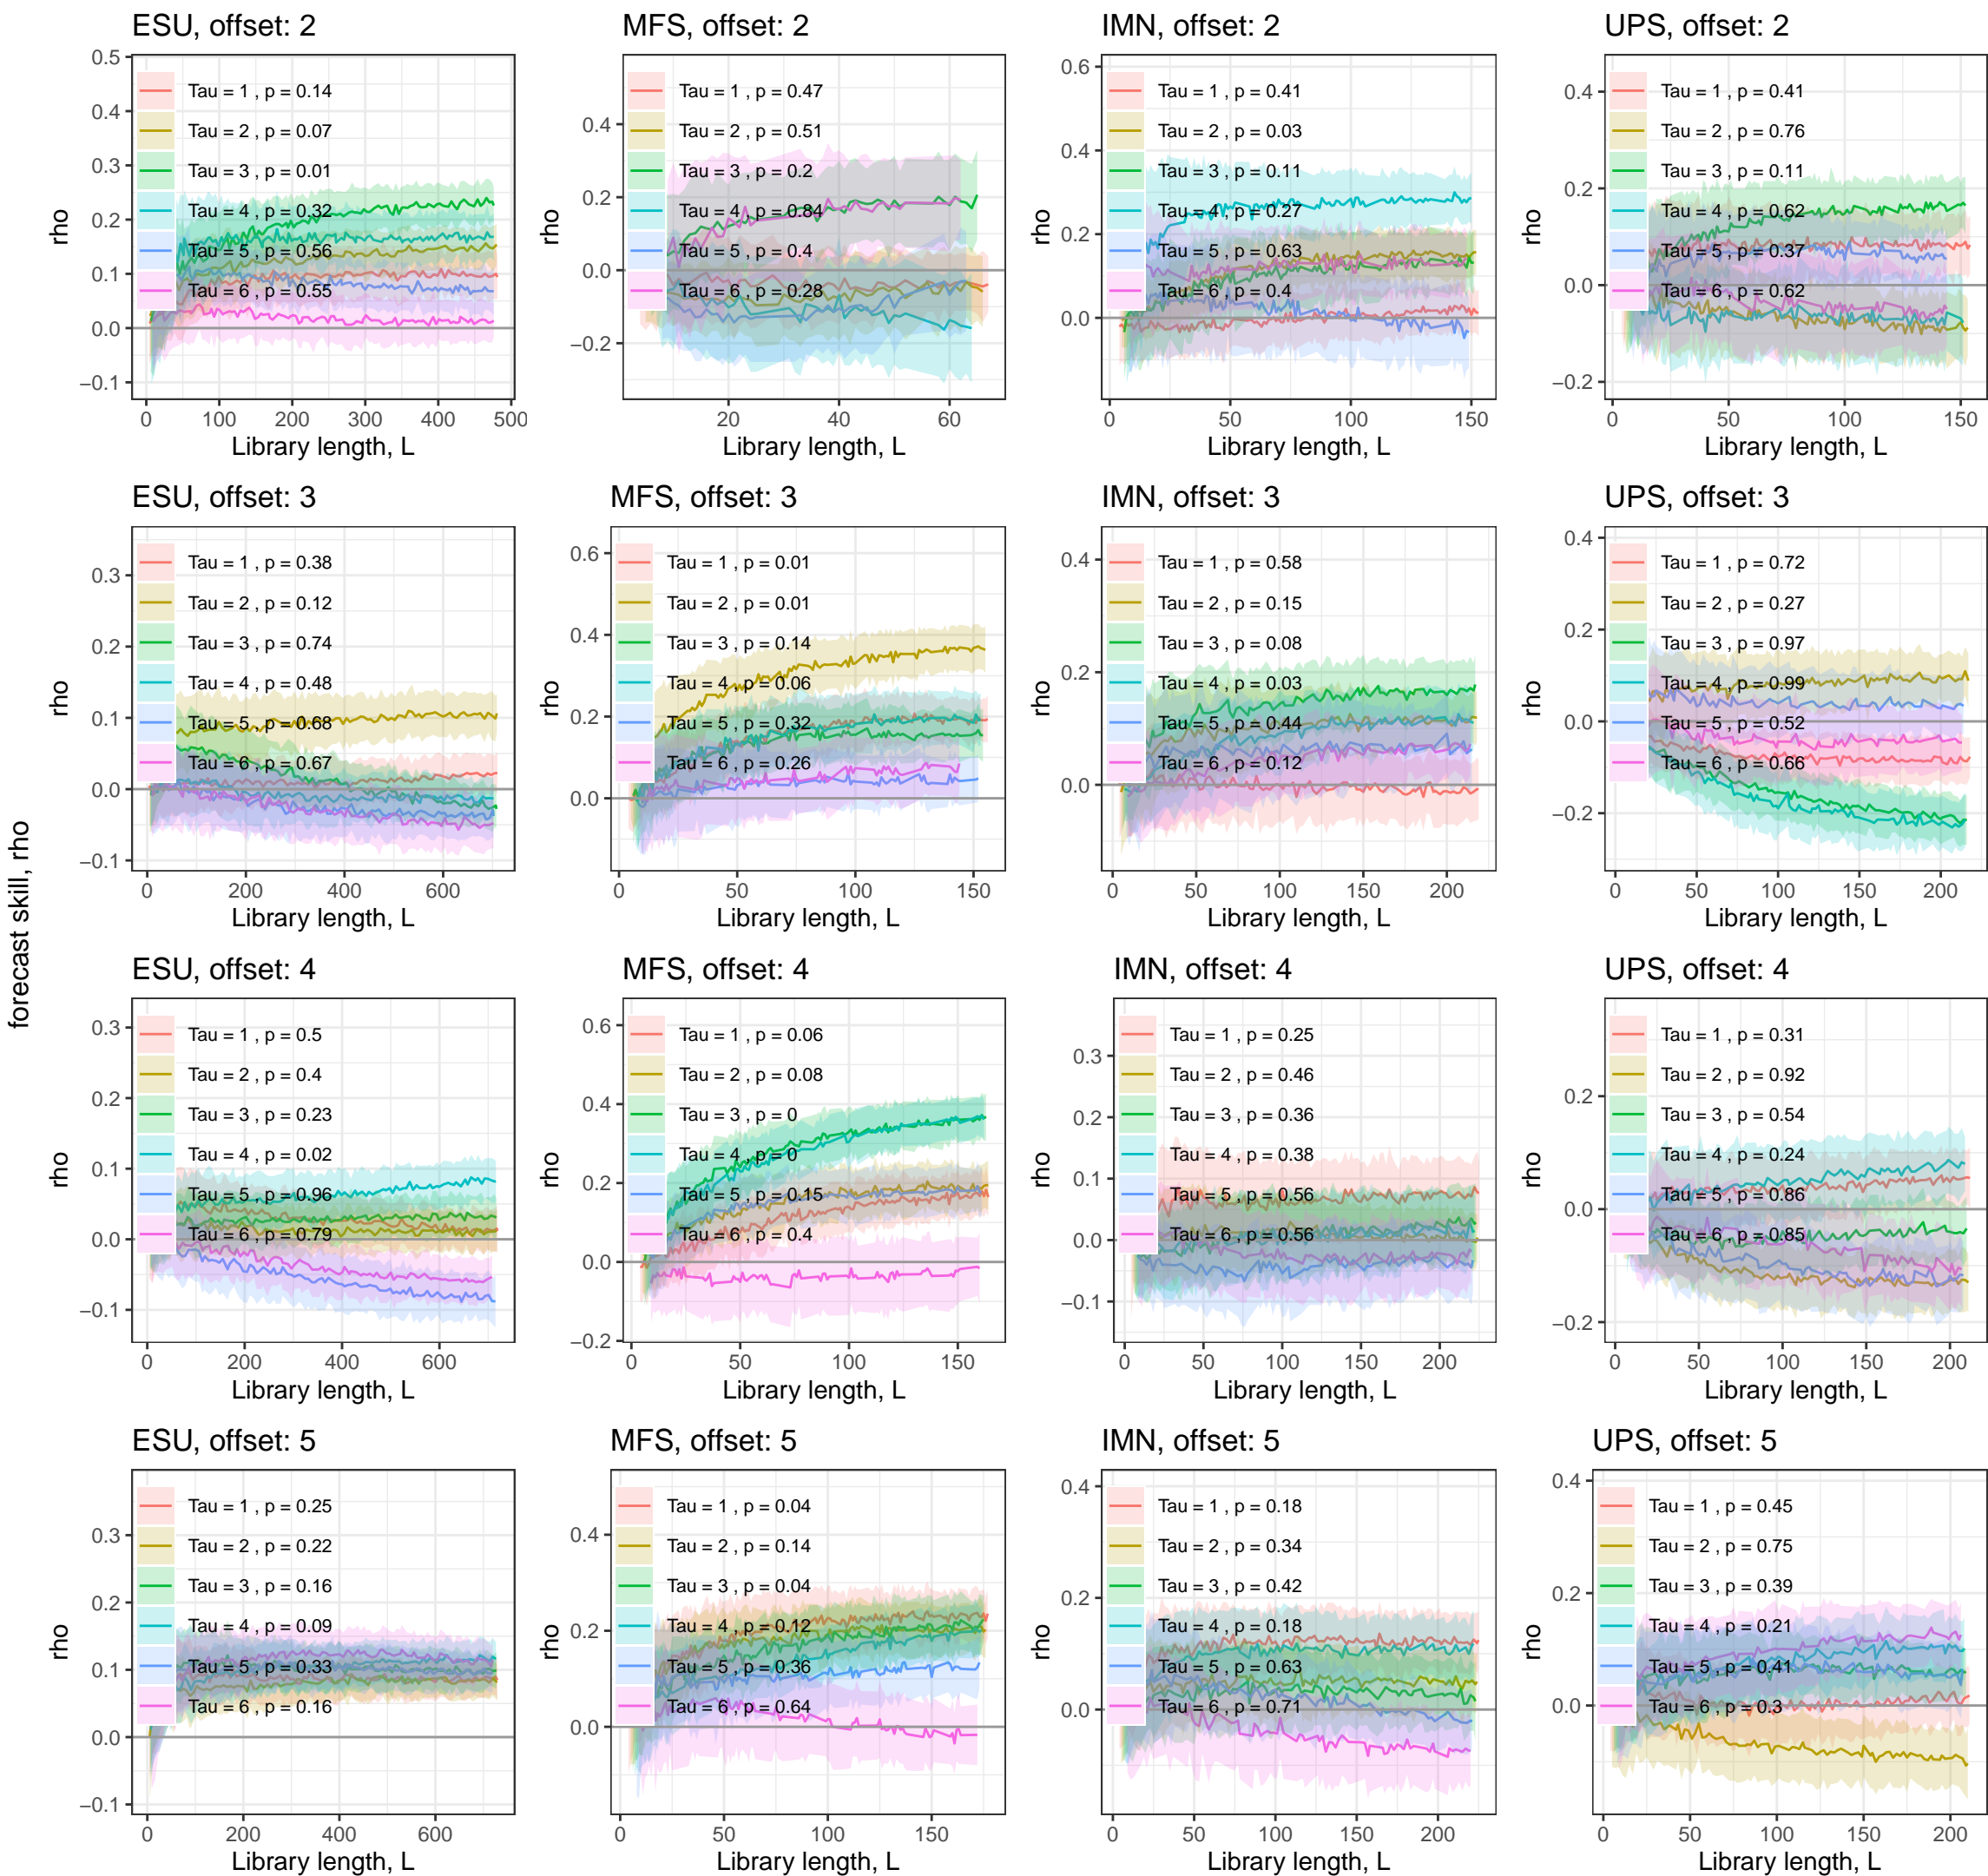 forecast skill, rho
ESU, offset: 2
rho
0.5
0.4
0.3
0.2
0.1
0.0
−0.1
Tau = 1 , p = 0.14
Tau = 2 , p = 0.07
Tau = 3 , p = 0.01
Tau = 4 , p = 0.32
Tau = 5 , p = 0.56
Tau = 6 , p = 0.55
0 100 200 300 400 500
Library length, L
MFS, offset: 2
rho
0.4
0.2
0.0
−0.2
Tau = 1 , p = 0.47
Tau = 2 , p = 0.51
Tau = 3 , p = 0.2
Tau = 4 , p = 0.84
Tau = 5 , p = 0.4
Tau = 6 , p = 0.28
20 40 60
Library length, L
IMN, offset: 2
rho
0.6
0.4
0.2
0.0
Tau = 1 , p = 0.41
Tau = 2 , p = 0.03
Tau = 3 , p = 0.11
Tau = 4 , p = 0.27
Tau = 5 , p = 0.63
Tau = 6 , p = 0.4
0 50 100 150
Library length, L
UPS, offset: 2
rho
0.4
0.2
0.0
−0.2
Tau = 1 , p = 0.41
Tau = 2 , p = 0.76
Tau = 3 , p = 0.11
Tau = 4 , p = 0.62
Tau = 5 , p = 0.37
Tau = 6 , p = 0.62
0 50 100 150
Library length, L
ESU, offset: 3
rho
0.3
0.2
0.1
0.0
−0.1
Tau = 1 , p = 0.38
Tau = 2 , p = 0.12
Tau = 3 , p = 0.74
Tau = 4 , p = 0.48
Tau = 5 , p = 0.68
Tau = 6 , p = 0.67
0 200 400 600
Library length, L
MFS, offset: 3
rho
0.6
0.4
0.2
0.0
Tau = 1 , p = 0.01
Tau = 2 , p = 0.01
Tau = 3 , p = 0.14
Tau = 4 , p = 0.06
Tau = 5 , p = 0.32
Tau = 6 , p = 0.26
0 50 100 150
Library length, L
IMN, offset: 3
rho
0.4
0.2
0.0
Tau = 1 , p = 0.58
Tau = 2 , p = 0.15
Tau = 3 , p = 0.08
Tau = 4 , p = 0.03
Tau = 5 , p = 0.44
Tau = 6 , p = 0.12
0 50 100 150 200
Library length, L
UPS, offset: 3
rho
0.4
0.2
0.0
−0.2
Tau = 1 , p = 0.72
Tau = 2 , p = 0.27
Tau = 3 , p = 0.97
Tau = 4 , p = 0.99
Tau = 5 , p = 0.52
Tau = 6 , p = 0.66
0 50 100 150 200
Library length, L
ESU, offset: 4
rho
0.3
0.2
0.1
0.0
−0.1
Tau = 1 , p = 0.5
Tau = 2 , p = 0.4
Tau = 3 , p = 0.23
Tau = 4 , p = 0.02
Tau = 5 , p = 0.96
Tau = 6 , p = 0.79
0 200 400 600
Library length, L
MFS, offset: 4
rho
0.6
0.4
0.2
0.0
−0.2
Tau = 1 , p = 0.06
Tau = 2 , p = 0.08
Tau = 3 , p = 0
Tau = 4 , p = 0
Tau = 5 , p = 0.15
Tau = 6 , p = 0.4
0 50 100 150
Library length, L
IMN, offset: 4
rho
0.3
0.2
0.1
0.0
−0.1
Tau = 1 , p = 0.25
Tau = 2 , p = 0.46
Tau = 3 , p = 0.36
Tau = 4 , p = 0.38
Tau = 5 , p = 0.56
Tau = 6 , p = 0.56
0 50 100 150 200
Library length, L
UPS, offset: 4
rho
0.2
0.0
−0.2
Tau = 1 , p = 0.31
Tau = 2 , p = 0.92
Tau = 3 , p = 0.54
Tau = 4 , p = 0.24
Tau = 5 , p = 0.86
Tau = 6 , p = 0.85
0 50 100 150 200
Library length, L
ESU, offset: 5
rho
0.3
0.2
0.1
0.0
−0.1
Tau = 1 , p = 0.25
Tau = 2 , p = 0.22
Tau = 3 , p = 0.16
Tau = 4 , p = 0.09
Tau = 5 , p = 0.33
Tau = 6 , p = 0.16
0 200 400 600
Library length, L
MFS, offset: 5
rho
0.4
0.2
0.0
Tau = 1 , p = 0.04
Tau = 2 , p = 0.14
Tau = 3 , p = 0.04
Tau = 4 , p = 0.12
Tau = 5 , p = 0.36
Tau = 6 , p = 0.64
0 50 100 150
Library length, L
IMN, offset: 5
rho
0.4
0.2
0.0
Tau = 1 , p = 0.18
Tau = 2 , p = 0.34
Tau = 3 , p = 0.42
Tau = 4 , p = 0.18
Tau = 5 , p = 0.63
Tau = 6 , p = 0.71
0 50 100 150 200
Library length, L
UPS, offset: 5
rho
0.4
0.2
0.0
Tau = 1 , p = 0.45
Tau = 2 , p = 0.75
Tau = 3 , p = 0.39
Tau = 4 , p = 0.21
Tau = 5 , p = 0.41
Tau = 6 , p = 0.3
0 50 100 150 200
Library length, L